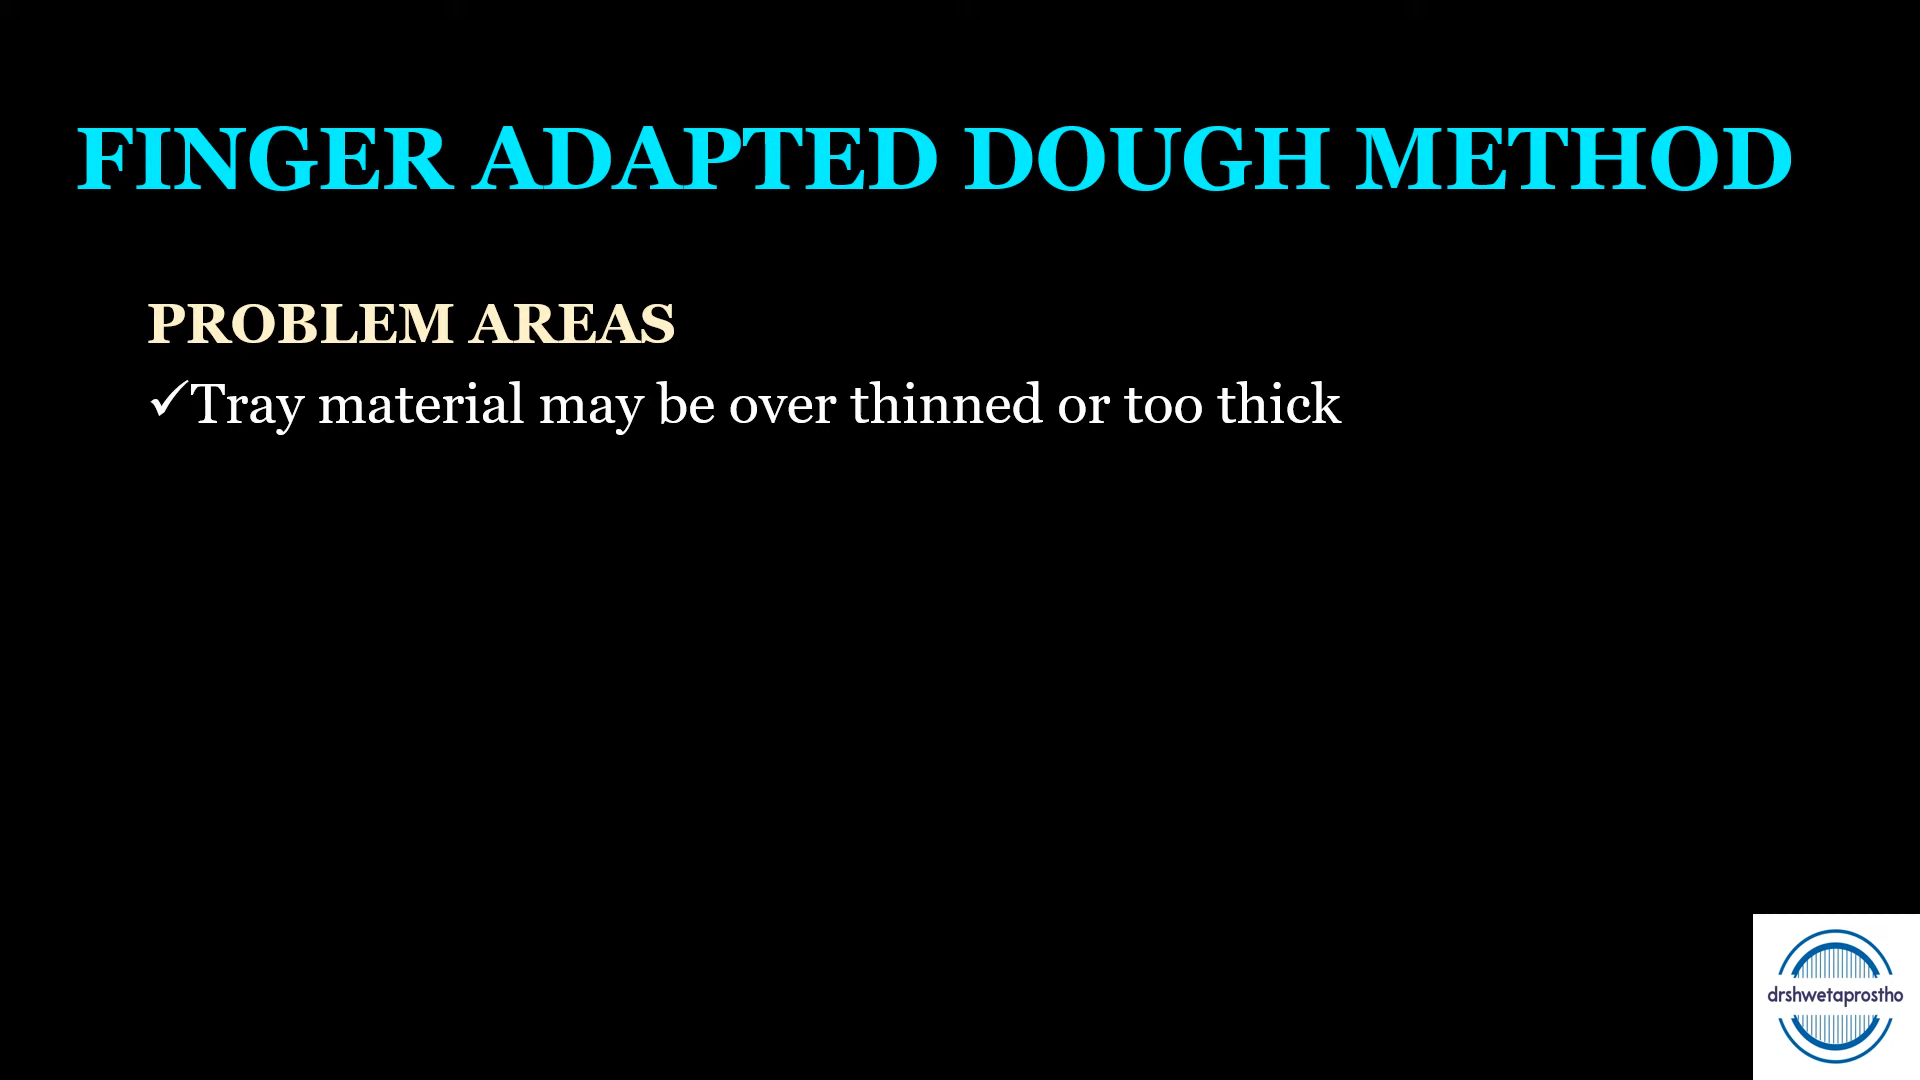 FINGER ADAPTED DOUGH METHOD
PROBLEM AREAS
✓Tray material may be over thinned or too thick
drshwetaprostho